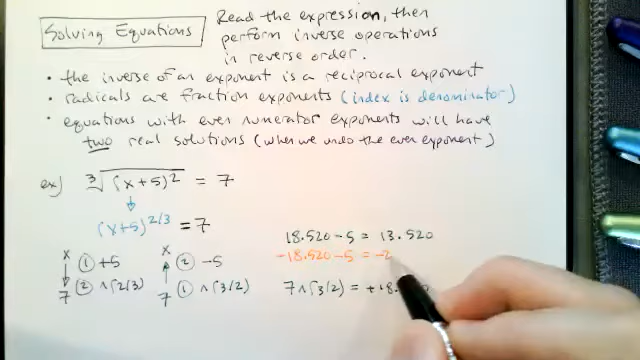 Solving Equations
Read the expression, then
perform inverse operations
in reverse order.
• the inverse of an exponent is a reciprocal exponent
• radicals are fraction exponents (index is denominator)
• equations with even numerator exponents will have
two real solutions (when we undo the even exponent)
ex) ∛(x+5)² = 7
(x+5)^2/3 = 7
18.520 - 5 = 13.520
-18.520 - 5 = -2
x ① +5 x ② -5
7 ② ^(2/3) 7 ① ^(3/2)
7^(3/2) = +18.